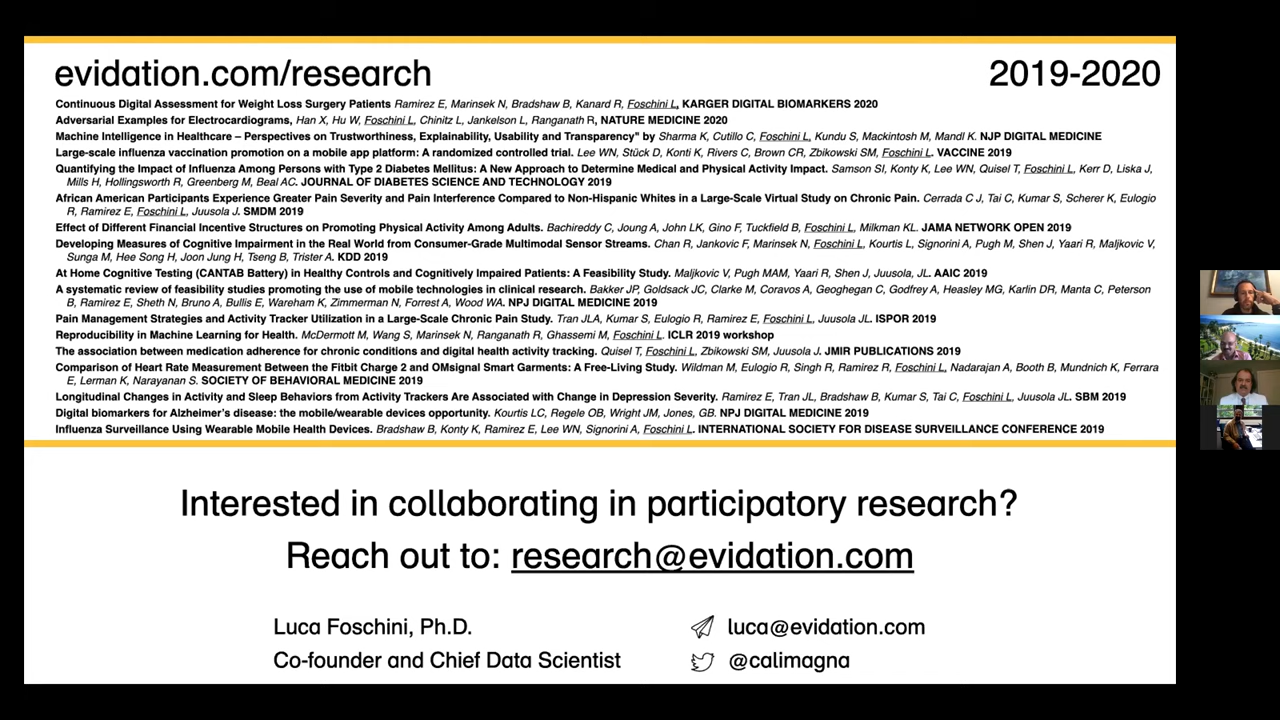 evidation.com/research 2019-2020
Continuous Digital Assessment for Weight Loss Surgery Patients Ramirez E, Marinsek N, Bradshaw B, Kanard R, Foschini L, KARGER DIGITAL BIOMARKERS 2020
Adversarial Examples for Electrocardiograms, Han X, Hu W, Foschini L, Chinitz L, Jankelson L, Ranganath R, NATURE MEDICINE 2020
Machine Intelligence in Healthcare – Perspectives on Trustworthiness, Explainability, Usability and Transparency" by Sharma K, Cutillo C, Foschini L, Kundu S, Mackintosh M, Mandl K. NJP DIGITAL MEDICINE
Large-scale influenza vaccination promotion on a mobile app platform: A randomized controlled trial. Lee WN, Stück D, Konti K, Rivers C, Brown CR, Zbikowski SM, Foschini L. VACCINE 2019
Quantifying the Impact of Influenza Among Persons with Type 2 Diabetes Mellitus: A New Approach to Determine Medical and Physical Activity Impact. Samson SI, Konty K, Lee WN, Quisel T, Foschini L, Kerr D, Liska J,
Mills H, Hollingsworth R, Greenberg M, Beal AC. JOURNAL OF DIABETES SCIENCE AND TECHNOLOGY 2019
African American Participants Experience Greater Pain Severity and Pain Interference Compared to Non-Hispanic Whites in a Large-Scale Virtual Study on Chronic Pain. Cerrada C J, Tai C, Kumar S, Scherer K, Eulogio
R, Ramirez E, Foschini L, Juusola J. SMDM 2019
Effect of Different Financial Incentive Structures on Promoting Physical Activity Among Adults. Bachireddy C, Joung A, John LK, Gino F, Tuckfield B, Foschini L, Milkman KL. JAMA NETWORK OPEN 2019
Developing Measures of Cognitive Impairment in the Real World from Consumer-Grade Multimodal Sensor Streams. Chan R, Jankovic F, Marinsek N, Foschini L, Kourtis L, Signorini A, Pugh M, Shen J, Yaari R, Maljkovic V,
Sunga M, Hee Song H, Joon Jung H, Tseng B, Trister A. KDD 2019
At Home Cognitive Testing (CANTAB Battery) in Healthy Controls and Cognitively Impaired Patients: A Feasibility Study. Maljkovic V, Pugh MAM, Yaari R, Shen J, Juusola, JL. AAIC 2019
A systematic review of feasibility studies promoting the use of mobile technologies in clinical research. Bakker JP, Goldsack JC, Clarke M, Coravos A, Geoghegan C, Godfrey A, Heasley MG, Karlin DR, Manta C, Peterson
B, Ramirez E, Sheth N, Bruno A, Bullis E, Wareham K, Zimmerman N, Forrest A, Wood WA. NPJ DIGITAL MEDICINE 2019
Pain Management Strategies and Activity Tracker Utilization in a Large-Scale Chronic Pain Study. Tran JLA, Kumar S, Eulogio R, Ramirez E, Foschini L, Juusola JL. ISPOR 2019
Reproducibility in Machine Learning for Health. McDermott M, Wang S, Marinsek N, Ranganath R, Ghassemi M, Foschini L. ICLR 2019 workshop
The association between medication adherence for chronic conditions and digital health activity tracking. Quisel T, Foschini L, Zbikowski SM, Juusola JL. JMIR PUBLICATIONS 2019
Comparison of Heart Rate Measurement Between the Fitbit Charge 2 and OMsignal Smart Garments: A Free-Living Study. Wildman M, Eulogio R, Singh R, Ramirez R, Foschini L, Nadarajan A, Booth B, Mundnich K, Ferrara
E, Lerman K, Narayanan S. SOCIETY OF BEHAVIORAL MEDICINE 2019
Longitudinal Changes in Activity and Sleep Behaviors from Activity Trackers Are Associated with Change in Depression Severity. Ramirez E, Tran JL, Bradshaw B, Kumar S, Tai C, Foschini L, Juusola JL. SBM 2019
Digital biomarkers for Alzheimer's disease: the mobile/wearable devices opportunity. Kourtis LC, Regele OB, Wright JM, Jones, GB. NPJ DIGITAL MEDICINE 2019
Influenza Surveillance Using Wearable Mobile Health Devices. Bradshaw B, Konty K, Ramirez E, Lee WN, Signorini A, Foschini L. INTERNATIONAL SOCIETY FOR DISEASE SURVEILLANCE CONFERENCE 2019
Interested in collaborating in participatory research?
Reach out to: research@evidation.com
Luca Foschini, Ph.D. luca@evidation.com
Co-founder and Chief Data Scientist @calimagna